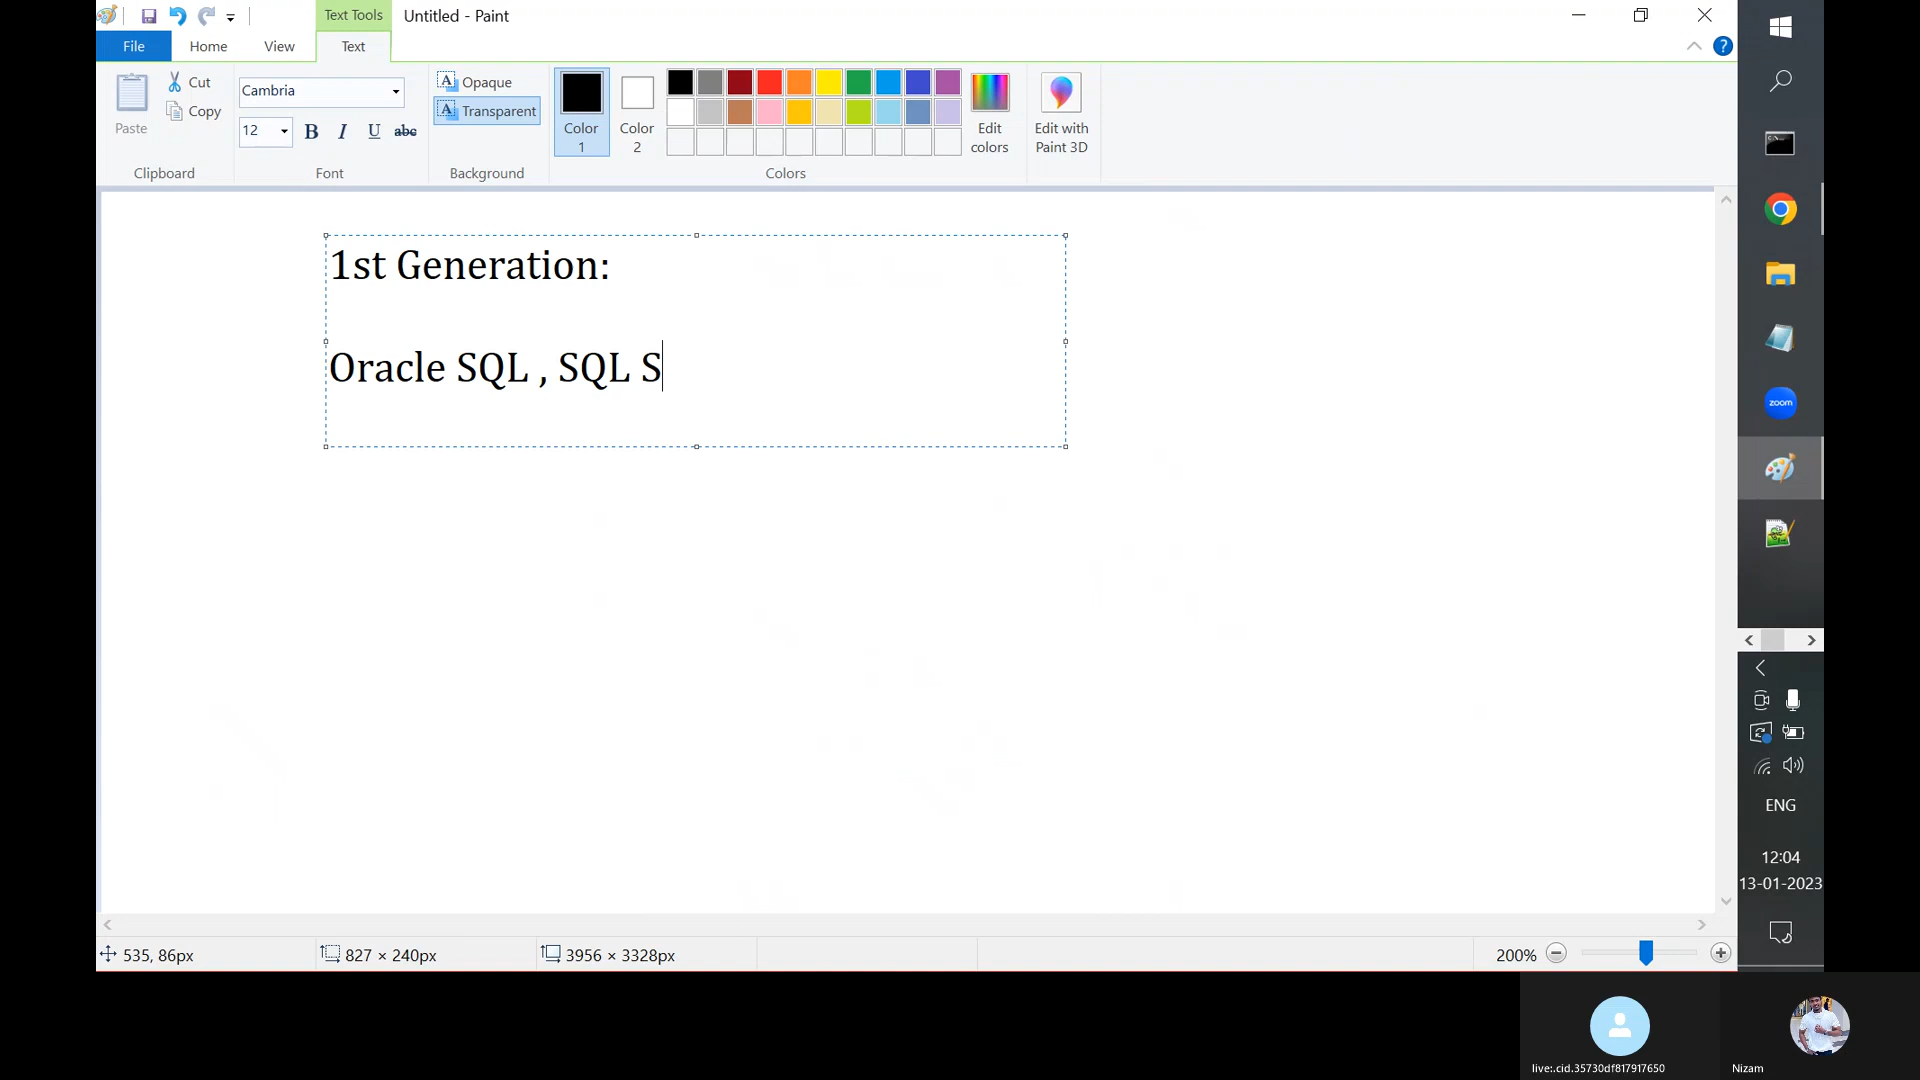 Text Tools
Untitled - Paint
File
Home
View
Text
?
Paste
Cut
Copy
Clipboard
Cambria
12
B I U abc
Font
A Opaque
A Transparent
Background
Color 1
Color 2
Edit colors
Colors
Edit with Paint 3D
1st Generation:
Oracle SQL , SQL S
zoom
ENG
12:04
13-01-2023
535, 86px
827 × 240px
3956 × 3328px
200%
live:.cid.35730df817917650
Nizam